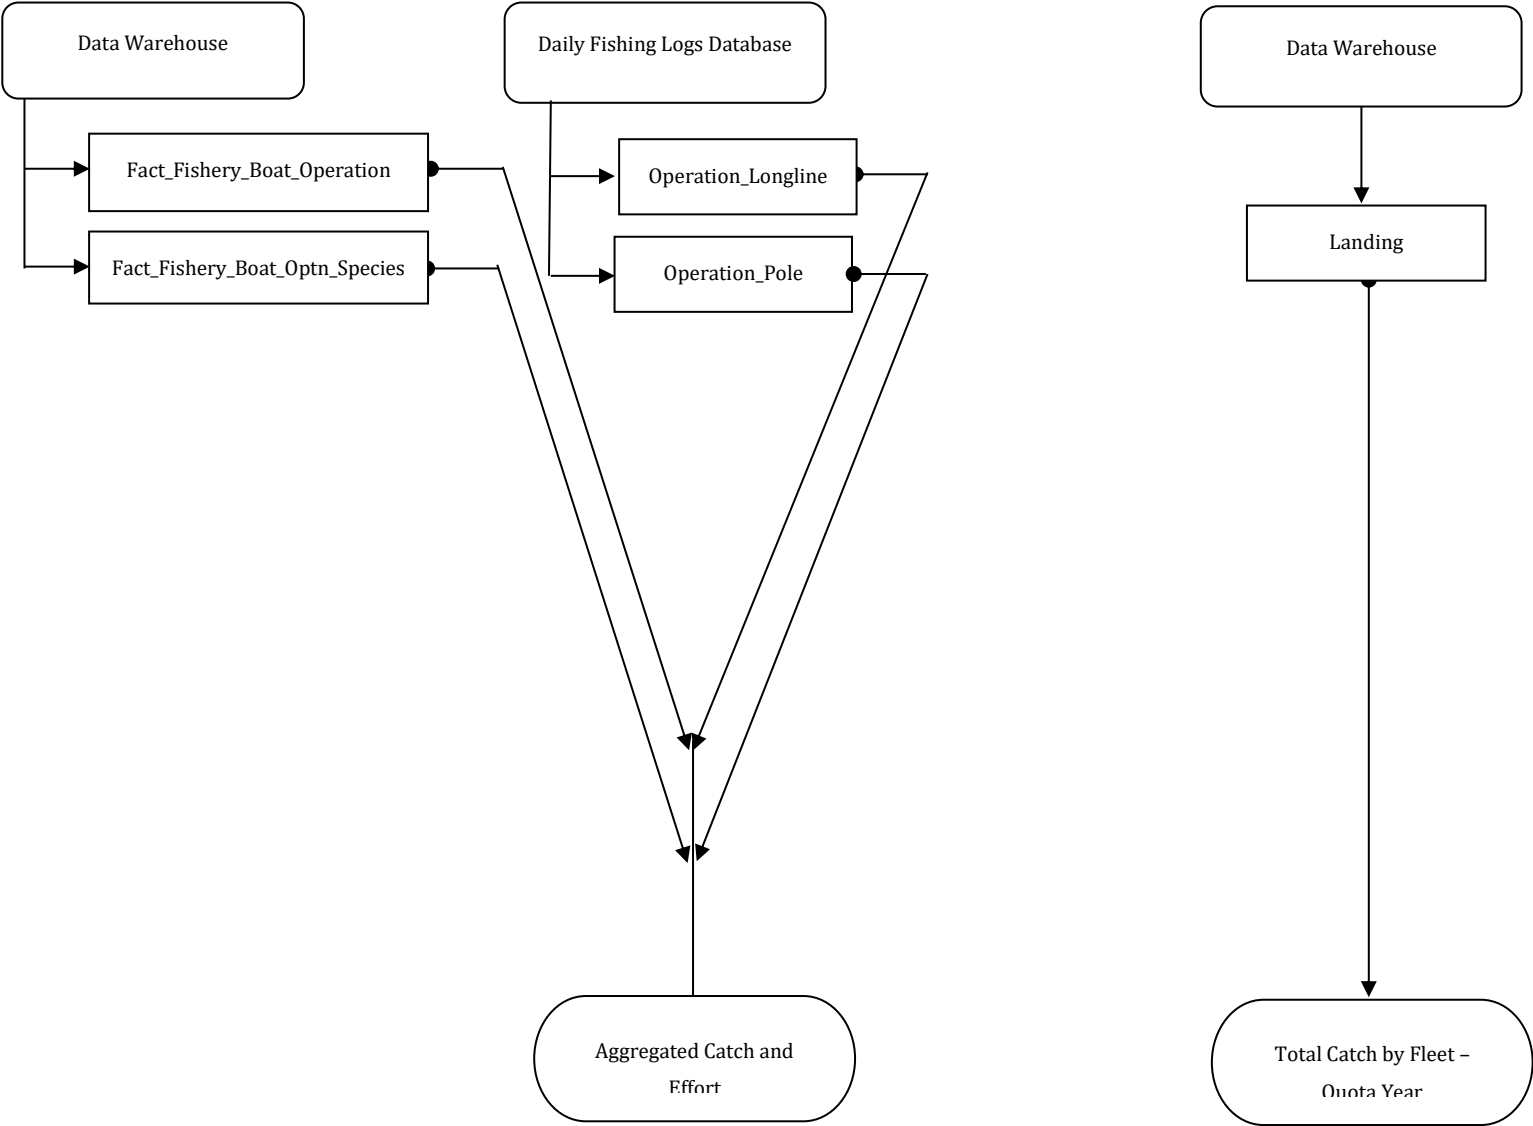 Data Warehouse
Daily Fishing Logs Database
Data Warehouse
Fact_Fishery_Boat_Operation
Operation_Longline
Fact_Fishery_Boat_Optn_Species
Operation_Pole
Landing
Aggregated Catch and
Effort
Total Catch by Fleet –
Quota Year